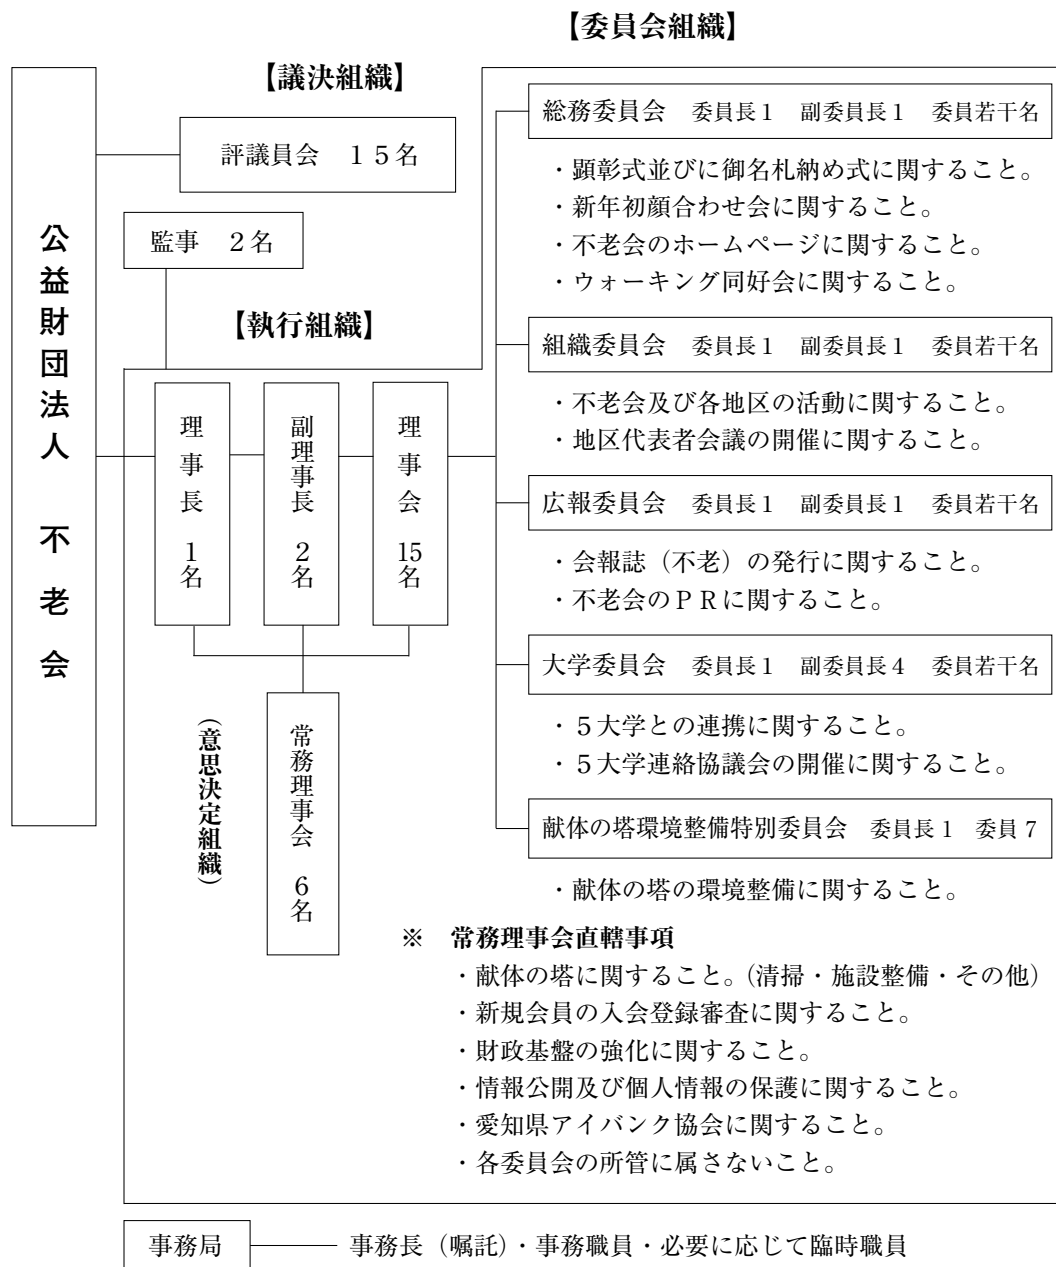 【委員会組織】
【議決組織】
公益財団法人　不老会
評議員会　１５名
監事　２名
【執行組織】
理事長　1名
副理事長　2名
理事会　15名
(意思決定組織)
常務理事会　6名
総務委員会　委員長１　副委員長１　委員若干名
・顕彰式並びに御名札納め式に関すること。
・新年初顔合わせ会に関すること。
・不老会のホームページに関すること。
・ウォーキング同好会に関すること。
組織委員会　委員長１　副委員長１　委員若干名
・不老会及び各地区の活動に関すること。
・地区代表者会議の開催に関すること。
広報委員会　委員長１　副委員長１　委員若干名
・会報誌（不老）の発行に関すること。
・不老会のＰＲに関すること。
大学委員会　委員長１　副委員長４　委員若干名
・５大学との連携に関すること。
・５大学連絡協議会の開催に関すること。
献体の塔環境整備特別委員会　委員長１　委員７
・献体の塔の環境整備に関すること。
※　常務理事会直轄事項
・献体の塔に関すること。（清掃・施設整備・その他）
・新規会員の入会登録審査に関すること。
・財政基盤の強化に関すること。
・情報公開及び個人情報の保護に関すること。
・愛知県アイバンク協会に関すること。
・各委員会の所管に属さないこと。
事務局　事務長（嘱託）・事務職員・必要に応じて臨時職員